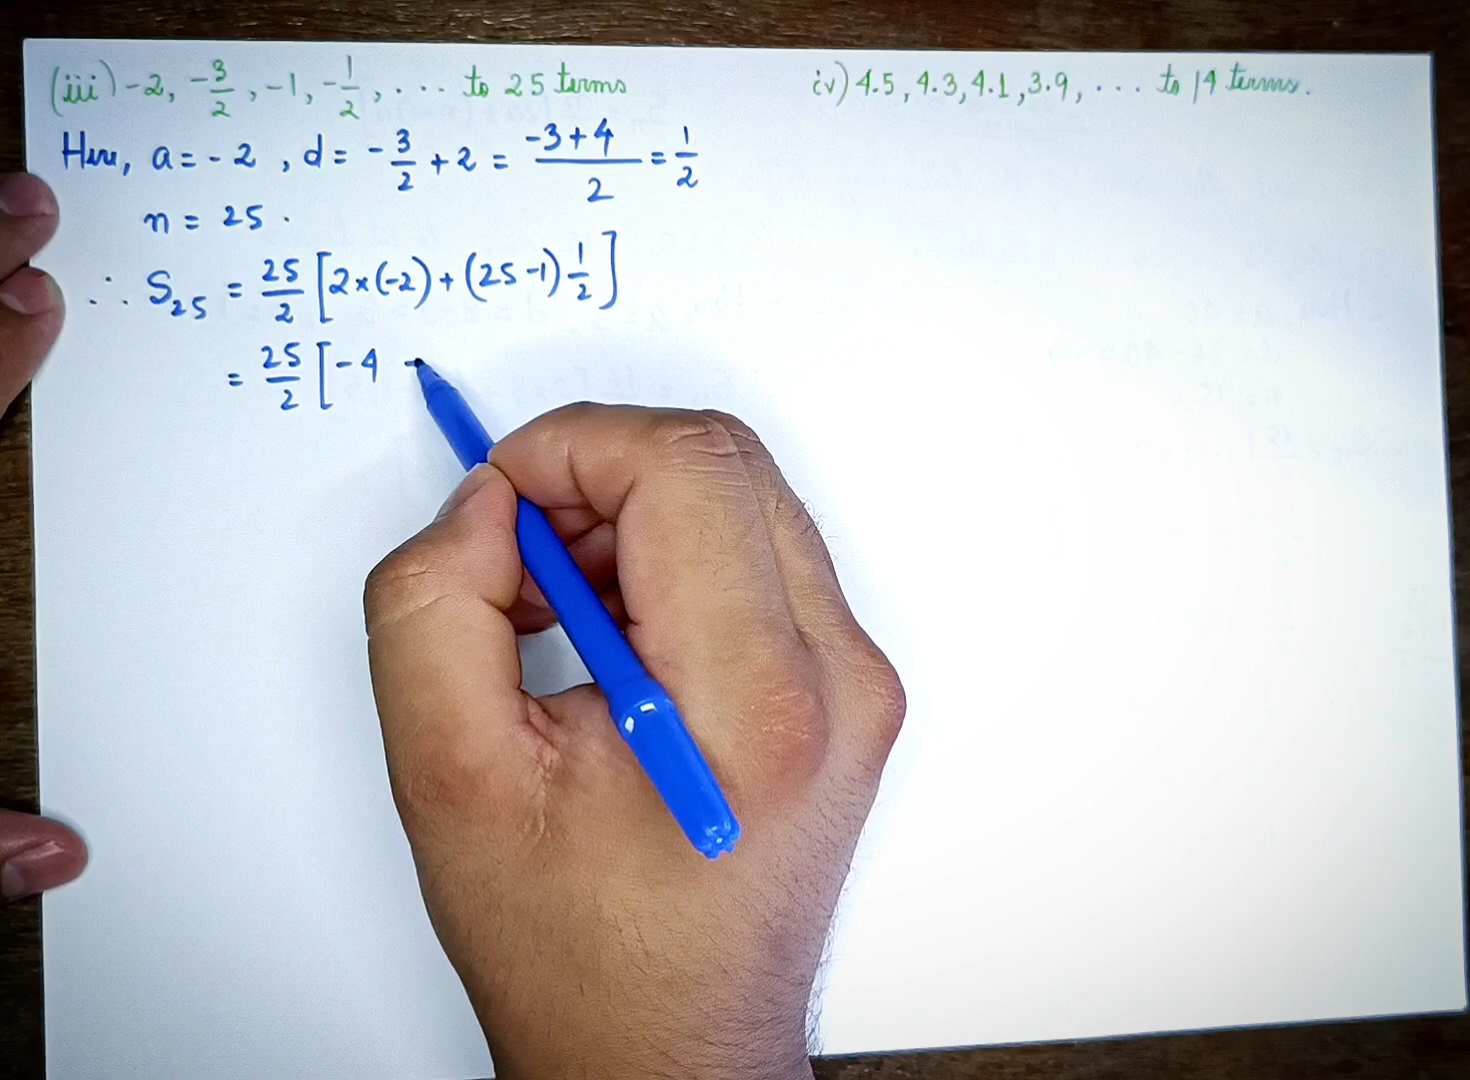 (iii) -2, -3/2, -1, -1/2, ... to 25 terms
Here, a = -2, d = -3/2 + 2 = (-3+4)/2 = 1/2
n = 25.
∴ S₂₅ = 25/2 [2×(-2) + (25-1) 1/2]
= 25/2 [-4
iv) 4.5, 4.3, 4.1, 3.9, ... to 14 terms.